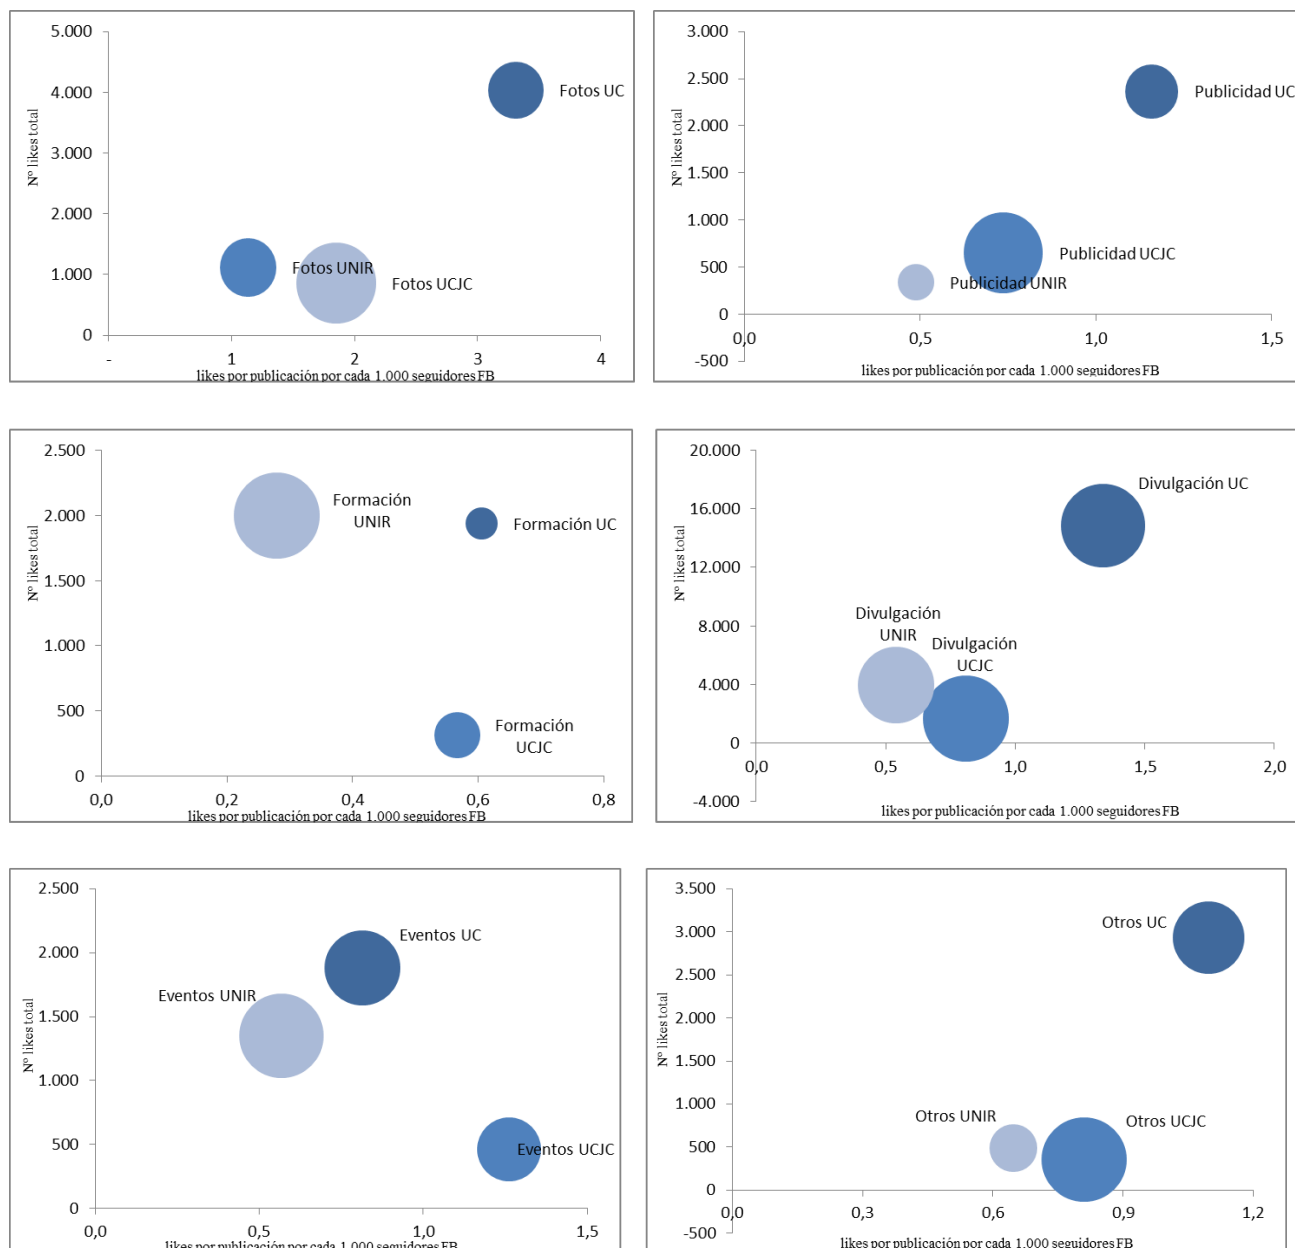 5.000
4.000
3.000
2.000
1.000
0
Nº likes total
Fotos UC
Fotos UNIR
Fotos UCJC
- 1 2 3 4
likes por publicación por cada 1.000 seguidores FB
3.000
2.500
2.000
1.500
1.000
500
0
-500
Nº likes total
Publicidad UC
Publicidad UCJC
Publicidad UNIR
0,0 0,5 1,0 1,5
likes por publicación por cada 1.000 seguidores FB
2.500
2.000
1.500
1.000
500
0
Nº likes total
Formación
UNIR
Formación UC
Formación
UCJC
0,0 0,2 0,4 0,6 0,8
likes por publicación por cada 1.000 seguidores FB
20.000
16.000
12.000
8.000
4.000
0
-4.000
Nº likes total
Divulgación UC
Divulgación
UNIR
Divulgación
UCJC
0,0 0,5 1,0 1,5 2,0
likes por publicación por cada 1.000 seguidores FB
2.500
2.000
1.500
1.000
500
0
Nº likes total
Eventos UC
Eventos UNIR
Eventos UCJC
0,0 0,5 1,0 1,5
likes por publicación por cada 1.000 seguidores FB
3.500
3.000
2.500
2.000
1.500
1.000
500
0
-500
Nº likes total
Otros UC
Otros UNIR
Otros UCJC
0,0 0,3 0,6 0,9 1,2
likes por publicación por cada 1.000 seguidores FB